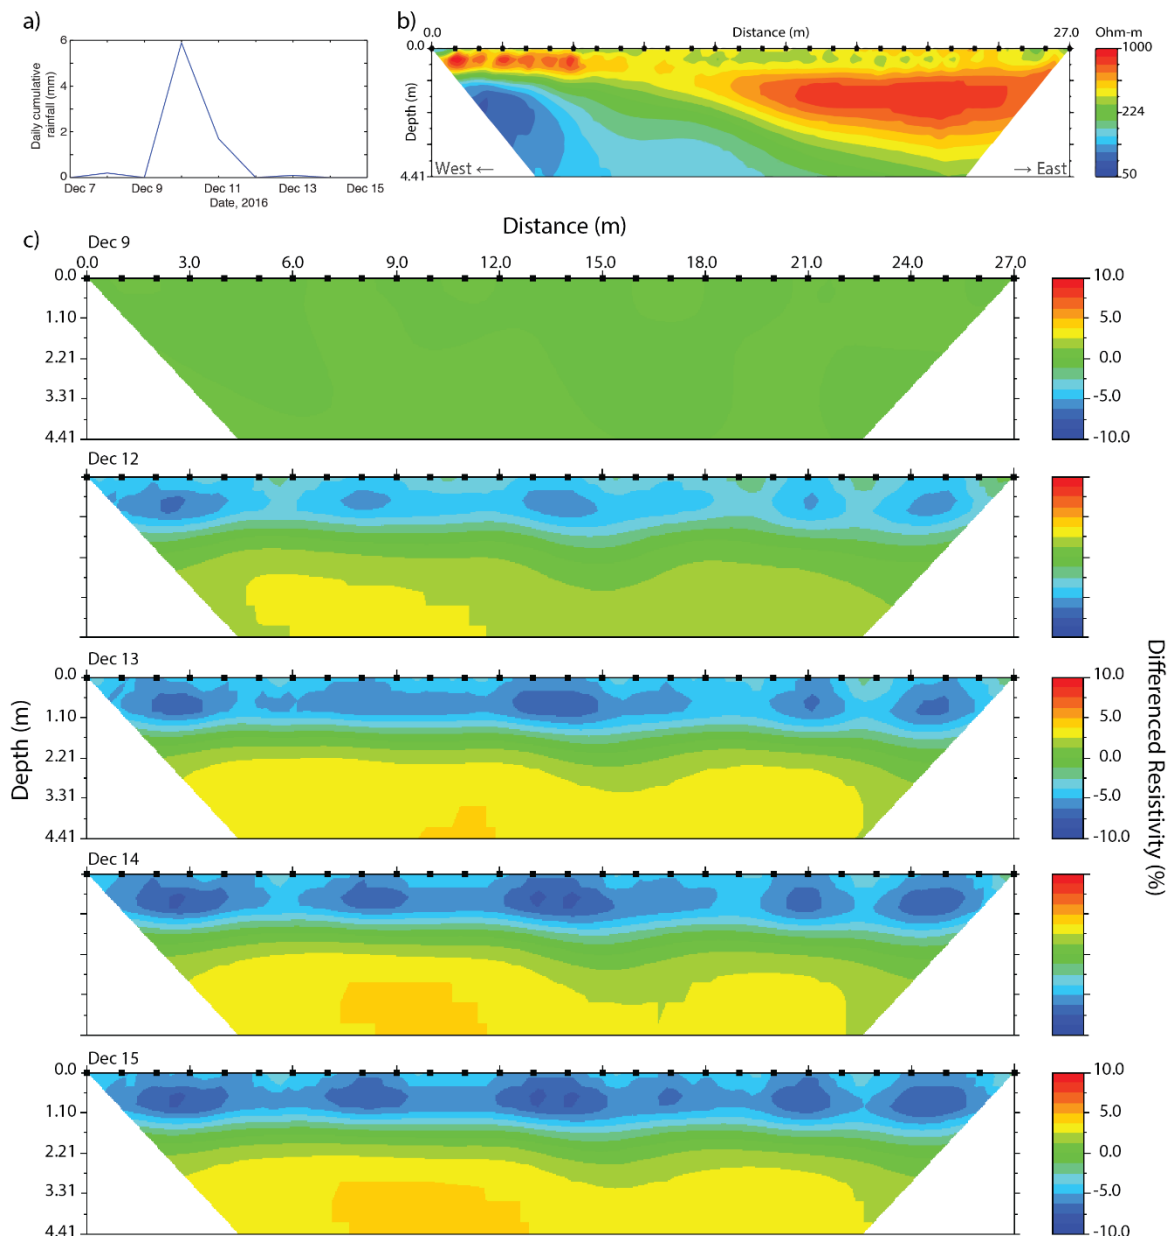 a)
Daily cumulative
rainfall (mm)
6
4
2
0
Dec 7
Dec 9
Dec 11
Dec 13
Dec 15
Date, 2016
b)
0.0
Distance (m)
27.0
Ohm-m
0.0
Depth (m)
4.41
West ←
→ East
1000
224
50
c)
Distance (m)
Dec 9
0.0 3.0 6.0 9.0 12.0 15.0 18.0 21.0 24.0 27.0
0.0
1.10
2.21
3.31
4.41
10.0
5.0
0.0
-5.0
-10.0
Dec 12
Dec 13
0.0
1.10
2.21
3.31
4.41
10.0
5.0
0.0
-5.0
-10.0
Depth (m)
Differenced Resistivity (%)
Dec 14
Dec 15
0.0
1.10
2.21
3.31
4.41
10.0
5.0
0.0
-5.0
-10.0